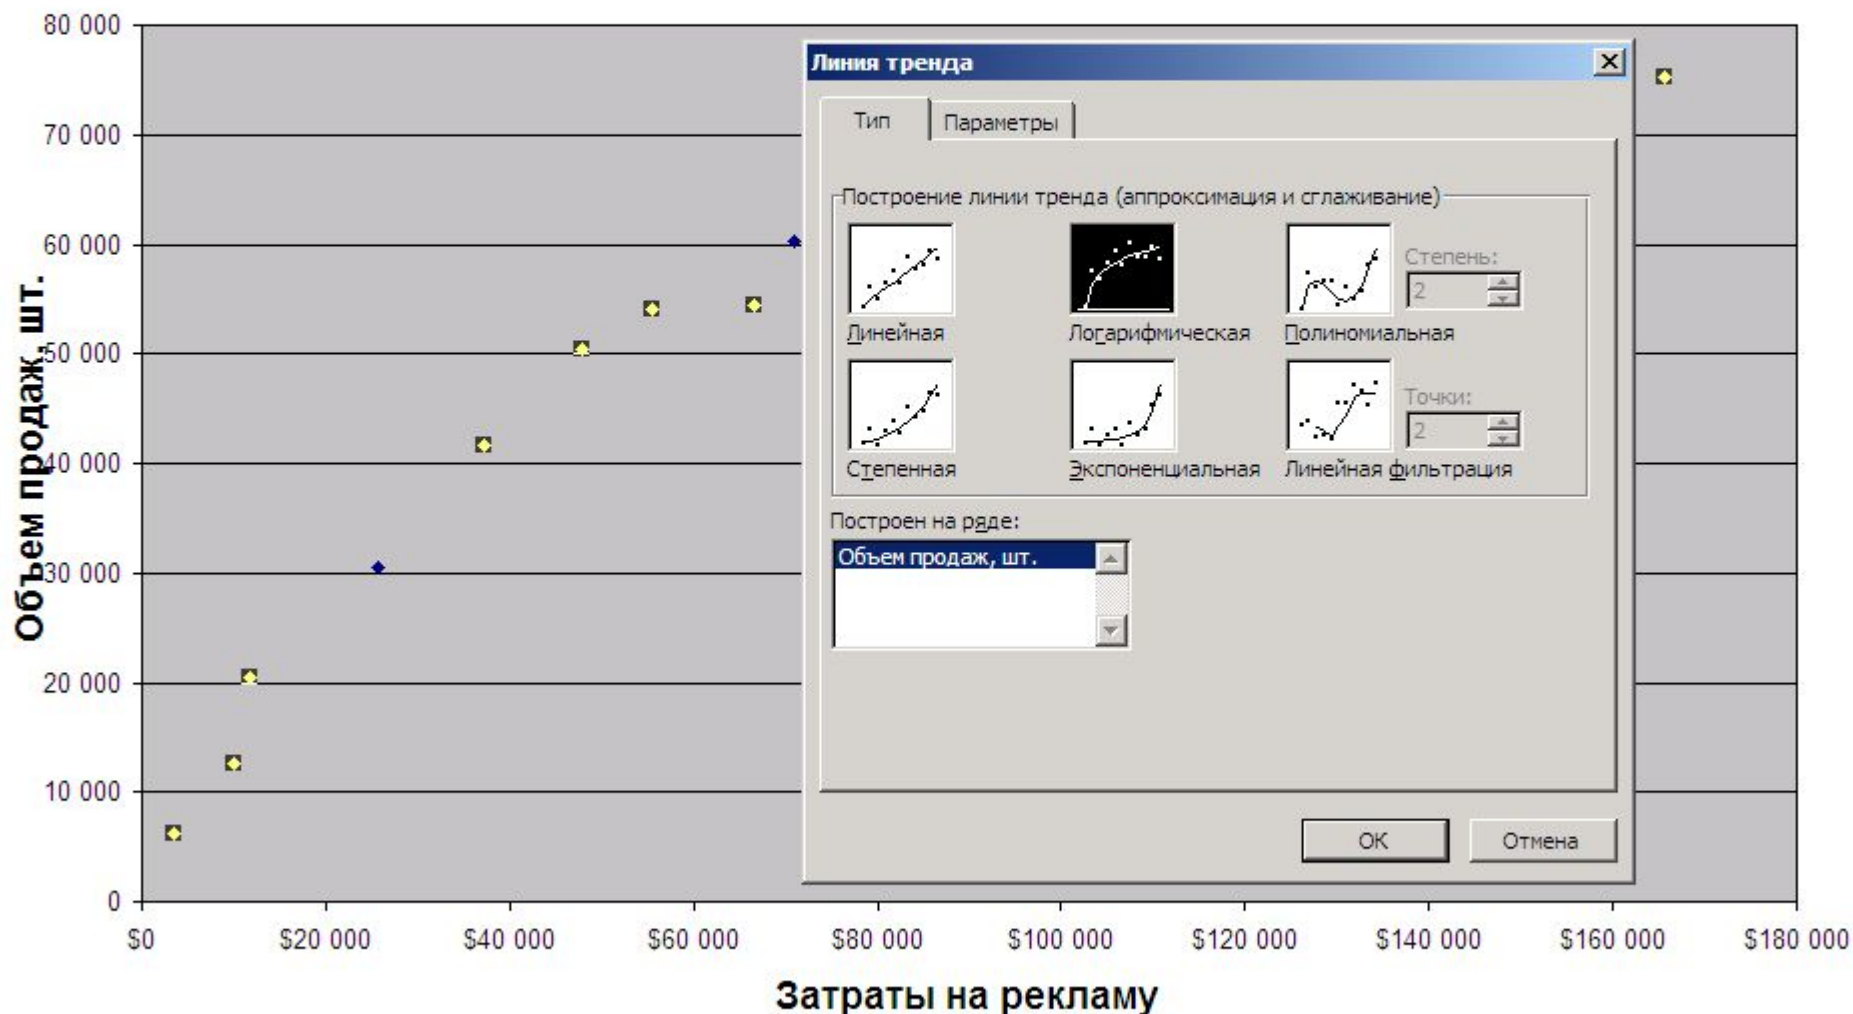 80 000
70 000
60 000
50 000
40 000
30 000
20 000
10 000
0
Объем продаж, шт.
$0 $20 000 $40 000 $60 000 $80 000 $100 000 $120 000 $140 000 $160 000 $180 000
Затраты на рекламу
Линия тренда
Тип Параметры
Построение линии тренда (аппроксимация и сглаживание)
Линейная Логарифмическая Полиномиальная
Степень:
2
Степенная Экспоненциальная Линейная фильтрация
Точки:
2
Построен на ряде:
Объем продаж, шт.
ОК Отмена